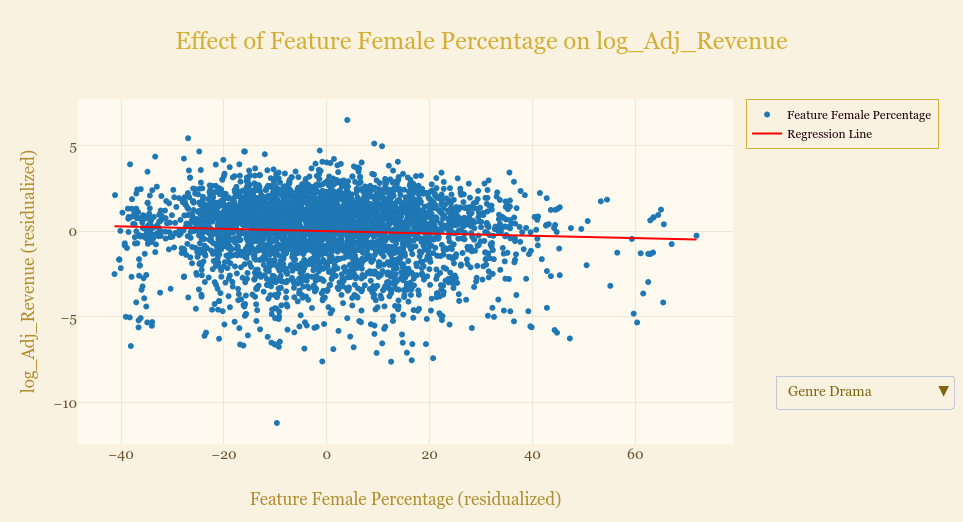 Effect of Feature Female Percentage on log_Adj_Revenue
Feature Female Percentage
Regression Line
log_Adj_Revenue (residualized)
5
0
−5
−10
−40
−20
0
20
40
60
Feature Female Percentage (residualized)
Genre Drama